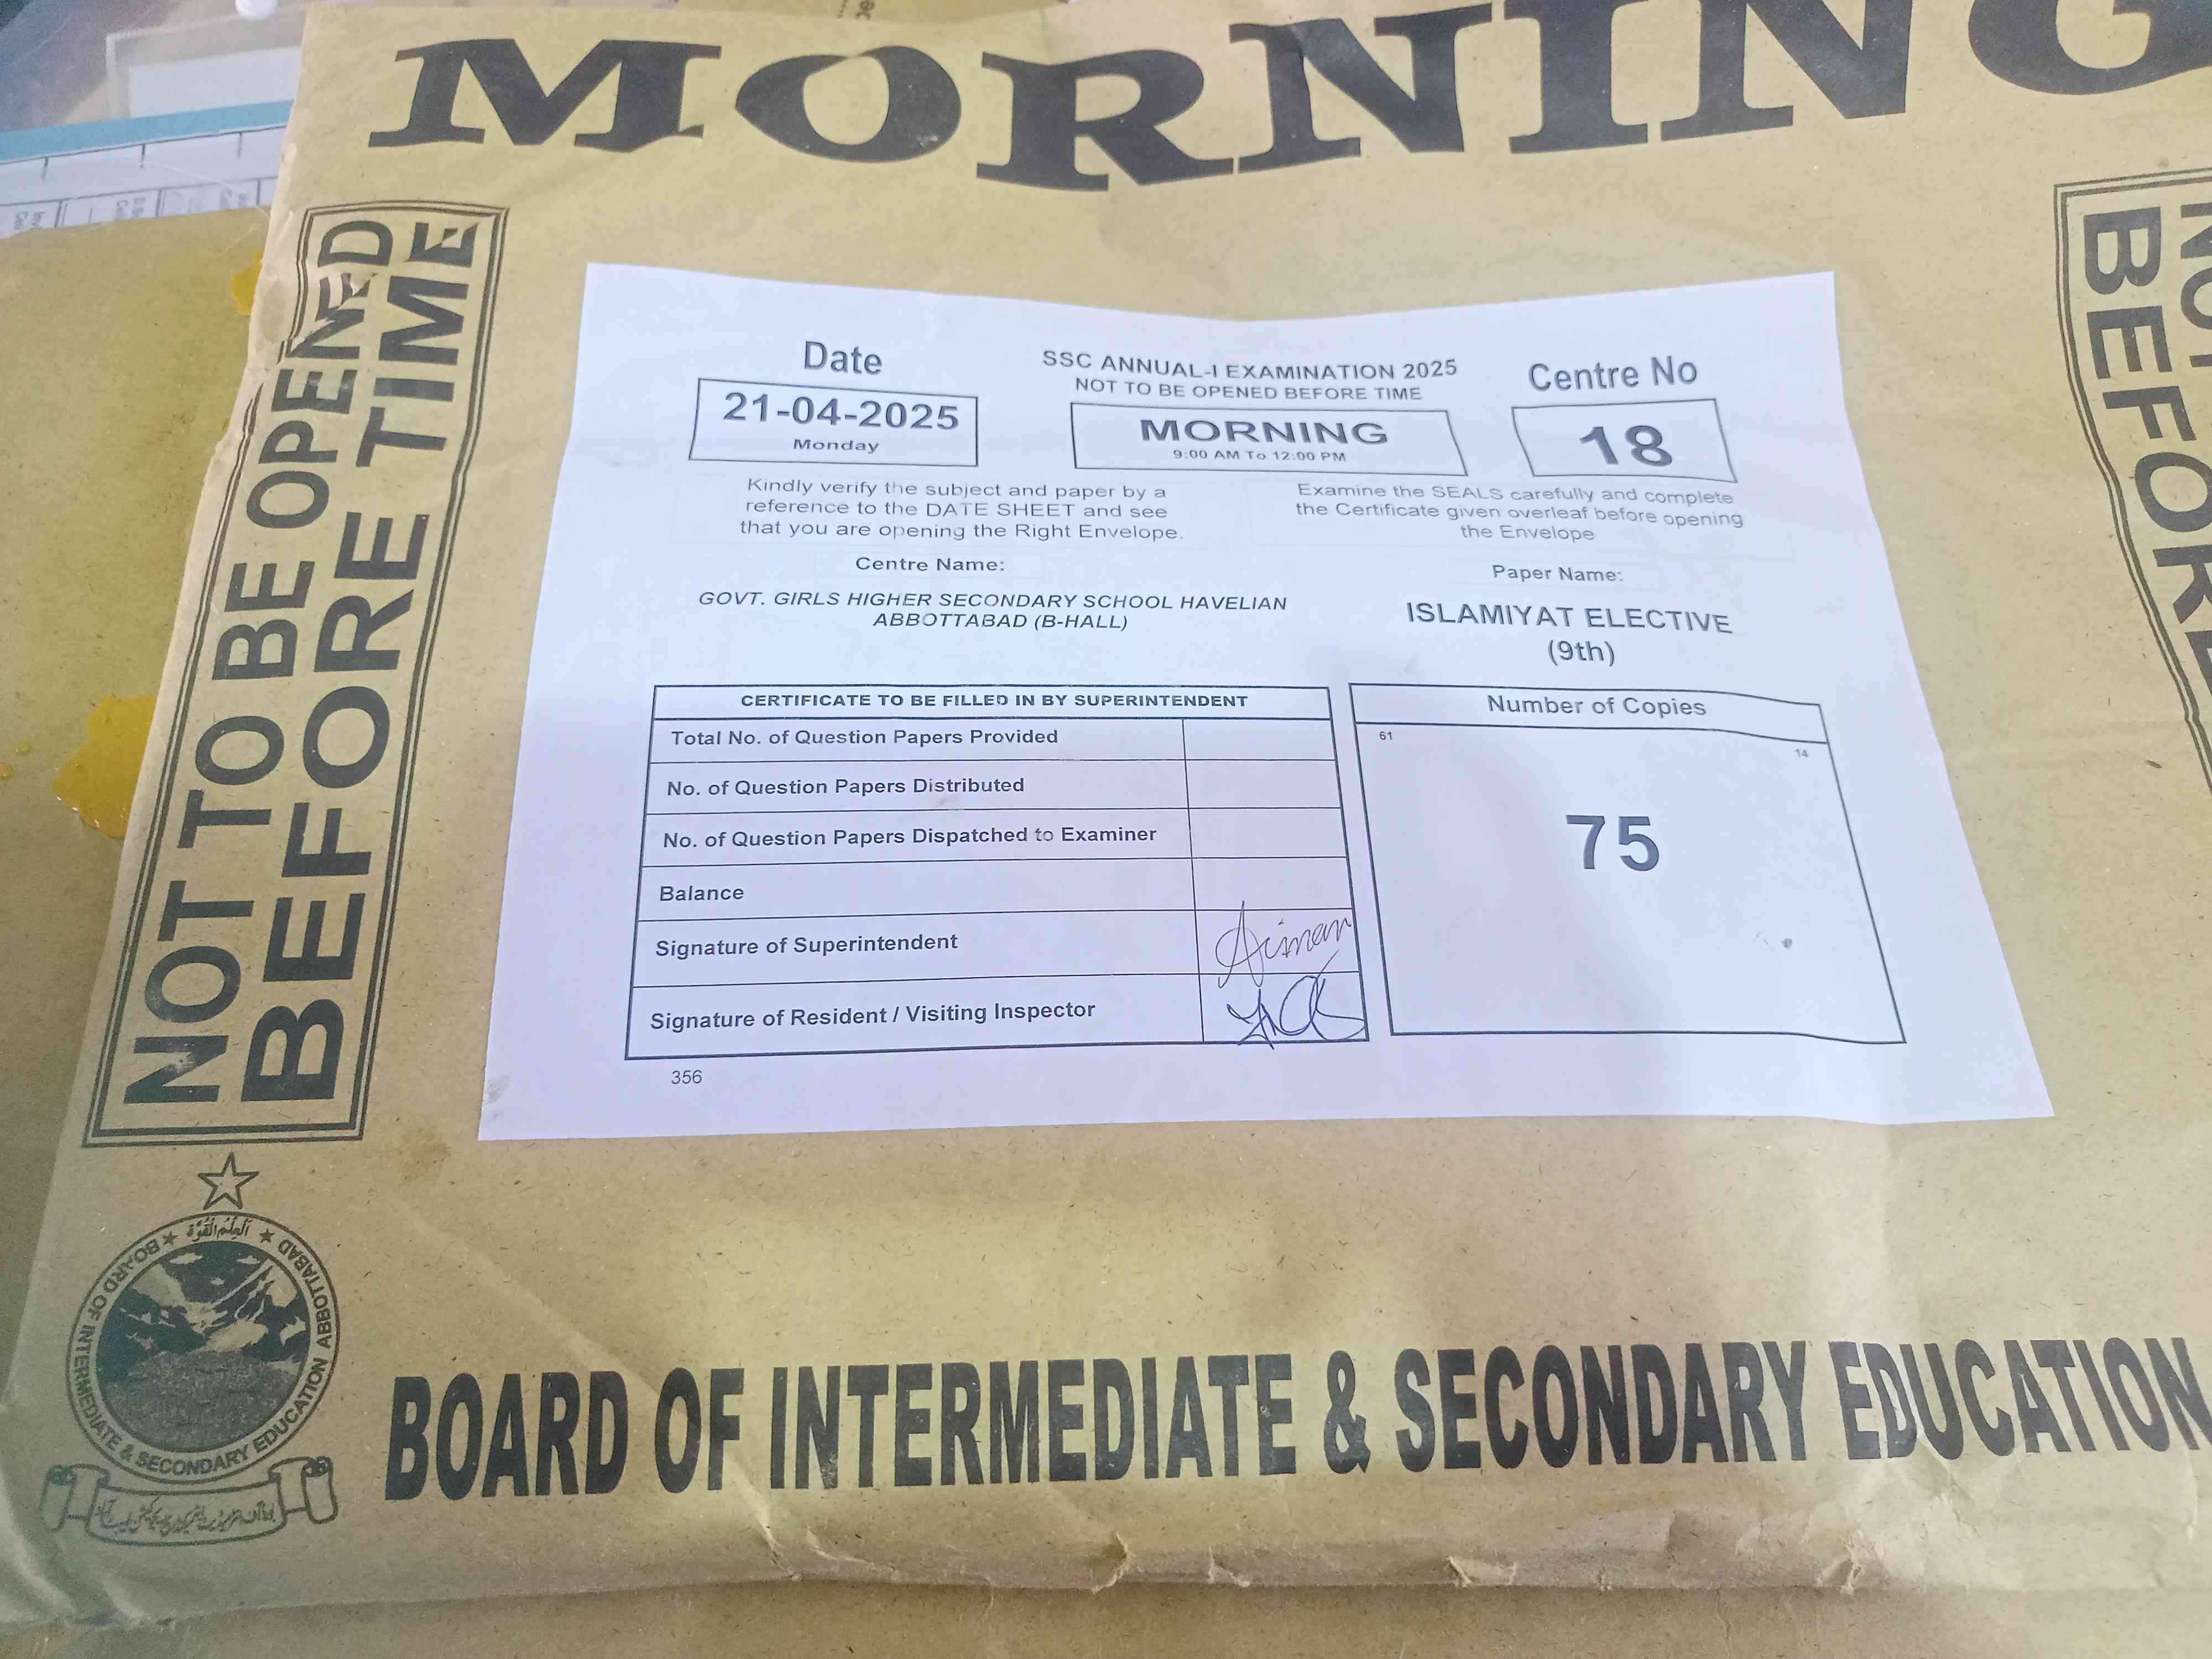 MORNING
NOT TO BE OPENED
BEFORE TIME
NOT
BEFORE
Date
21-04-2025
Monday
SSC ANNUAL-I EXAMINATION 2025
NOT TO BE OPENED BEFORE TIME
MORNING
9:00 AM To 12:00 PM
Centre No
18
Kindly verify the subject and paper by a
reference to the DATE SHEET and see
that you are opening the Right Envelope.
Examine the SEALS carefully and complete
the Certificate given overleaf before opening
the Envelope
Centre Name:
GOVT. GIRLS HIGHER SECONDARY SCHOOL HAVELIAN
ABBOTTABAD (B-HALL)
Paper Name:
ISLAMIYAT ELECTIVE
(9th)
CERTIFICATE TO BE FILLED IN BY SUPERINTENDENT
Total No. of Question Papers Provided
No. of Question Papers Distributed
No. of Question Papers Dispatched to Examiner
Balance
Signature of Superintendent
Aiman
Signature of Resident / Visiting Inspector
356
Number of Copies
61
14
75
BOARD OF INTERMEDIATE & SECONDARY EDUCATION ABBOTTABAD
اَلْعِلْمُ الْقُوَّة
BOARD OF INTERMEDIATE & SECONDARY EDUCATION